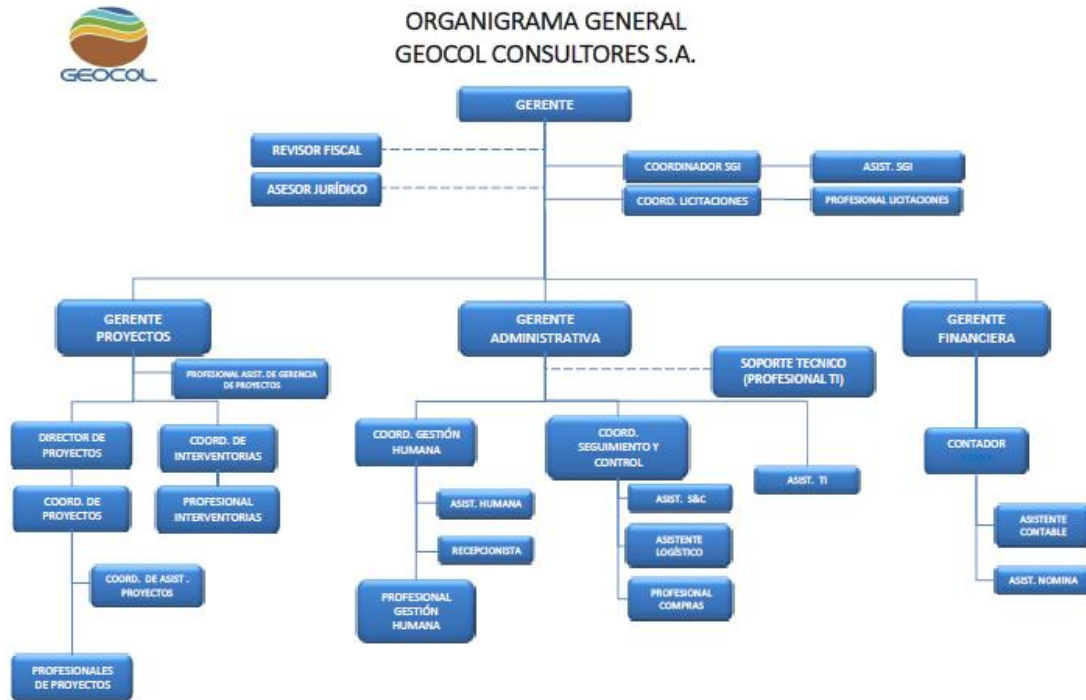 ORGANIGRAMA GENERAL
GEOCOL CONSULTORES S.A.
GEOCOL
GERENTE
REVISOR FISCAL
ASESOR JURÍDICO
COORDINADOR SGI
ASIST. SGI
COORD. LICITACIONES
PROFESIONAL LICITACIONES
GERENTE
PROYECTOS
GERENTE
ADMINISTRATIVA
GERENTE
FINANCIERA
PROFESIONAL ASIST. DE GERENCIA
DE PROYECTOS
SOPORTE TECNICO
(PROFESIONAL TI)
DIRECTOR DE
PROYECTOS
COORD. DE
INTERVENTORIAS
COORD. GESTIÓN
HUMANA
COORD.
SEGUIMIENTO Y
CONTROL
ASIST. TI
CONTADOR
COORD. DE
PROYECTOS
PROFESIONAL
INTERVENTORIAS
ASIST. HUMANA
RECEPCIONISTA
PROFESIONAL
GESTIÓN
HUMANA
ASIST. S&C
ASISTENTE
LOGÍSTICO
PROFESIONAL
COMPRAS
ASISTENTE
CONTABLE
ASIST. NOMINA
COORD. DE ASIST .
PROYECTOS
PROFESIONALES
DE PROYECTOS